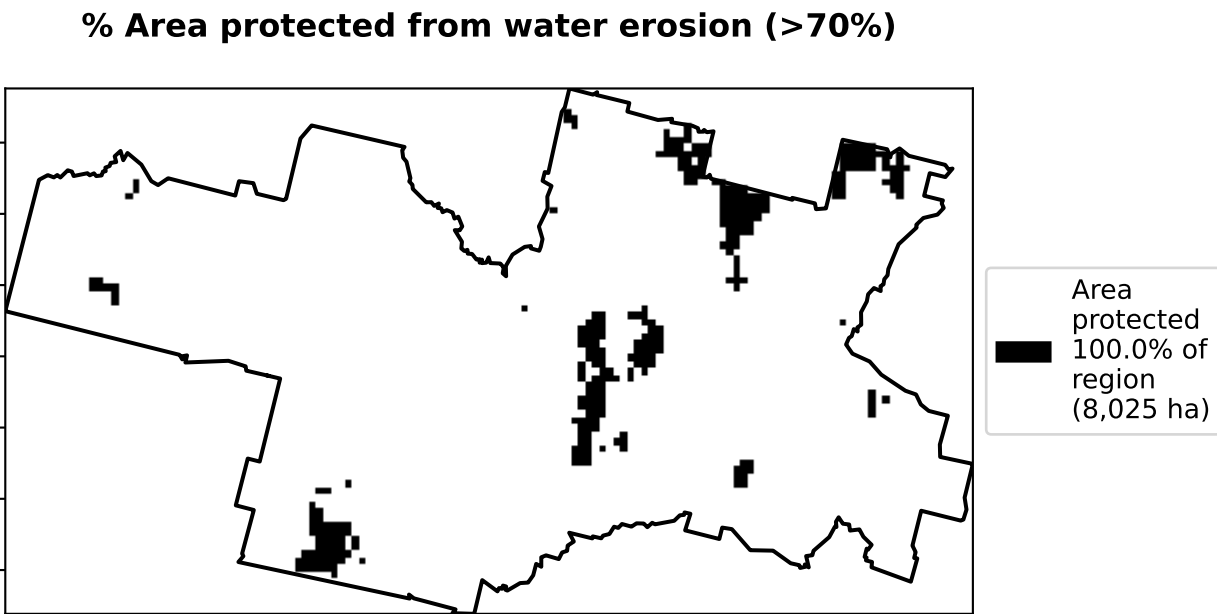 % Area protected from water erosion (>70%)
Area
protected
100.0% of
region
(8,025 ha)